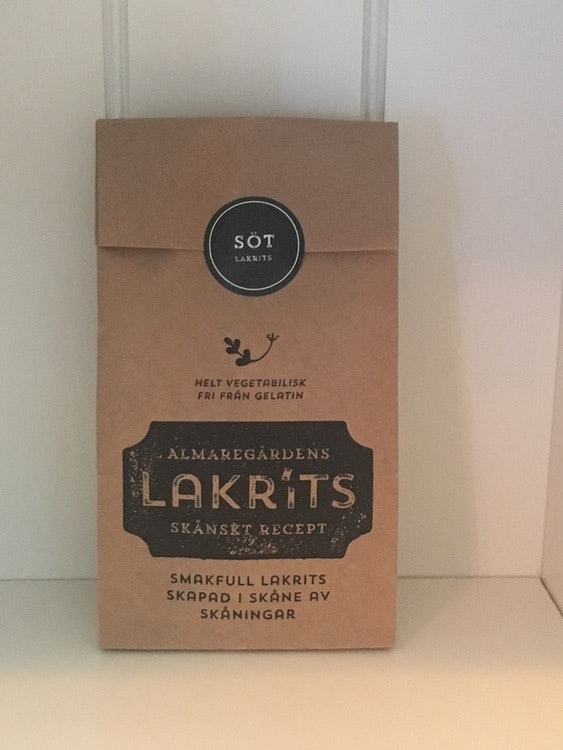 SÖT
LAKRITS
HELT VEGETABILISK
FRI FRÅN GELATIN
ALMAREGÅRDENS
LAKRITS
SKÅNSKT RECEPT
SMAKFULL LAKRITS
SKAPAD I SKÅNE AV
SKÅNINGAR